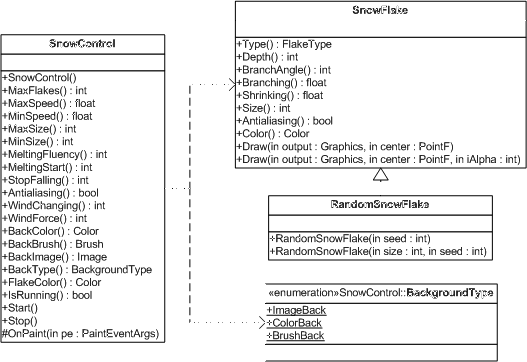 SnowControl
+SnowControl()
+MaxFlakes() : int
+MaxSpeed() : float
+MinSpeed() : float
+MaxSize() : int
+MinSize() : int
+MeltingFluency() : int
+MeltingStart() : int
+StopFalling() : int
+Antialiasing() : bool
+WindChanging() : int
+WindForce() : int
+BackColor() : Color
+BackBrush() : Brush
+BackImage() : Image
+BackType() : BackgroundType
+FlakeColor() : Color
+IsRunning() : bool
+Start()
+Stop()
#OnPaint(in pe : PaintEventArgs)
SnowFlake
+Type() : FlakeType
+Depth() : int
+BranchAngle() : int
+Branching() : float
+Shrinking() : float
+Size() : int
+Antialiasing() : bool
+Color() : Color
+Draw(in output : Graphics, in center : PointF)
+Draw(in output : Graphics, in center : PointF, in iAlpha : int)
RandomSnowFlake
+RandomSnowFlake(in seed : int)
+RandomSnowFlake(in size : int, in seed : int)
«enumeration»SnowControl::BackgroundType
+ImageBack
+ColorBack
+BrushBack